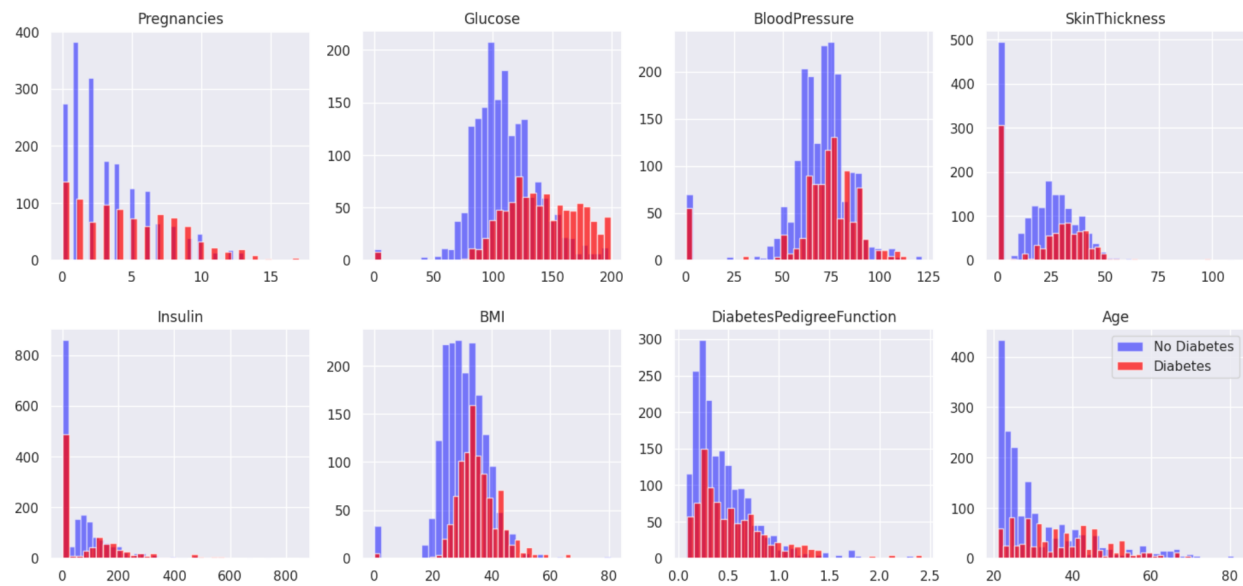 Pregnancies
Glucose
BloodPressure
SkinThickness
400
300
200
100
0
0 5 10 15
200
150
100
50
0
0 50 100 150 200
200
150
100
50
0
0 25 50 75 100 125
500
400
300
200
100
0
0 25 50 75 100
Insulin
BMI
DiabetesPedigreeFunction
Age
800
600
400
200
0
0 200 400 600 800
200
150
100
50
0
0 20 40 60 80
300
250
200
150
100
50
0
0.0 0.5 1.0 1.5 2.0 2.5
400
300
200
100
0
20 40 60 80
No Diabetes
Diabetes